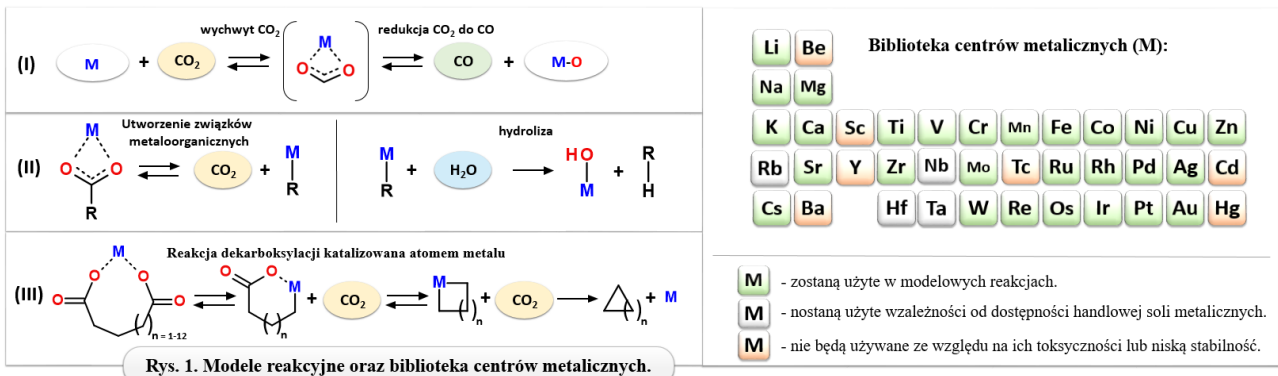 wychwyt CO₂
redukcja CO₂ do CO
(I) M + CO₂ M O O CO + M-O
Utworzenie związków
metaloorganicznych
hydroliza
(II) M O O R CO₂ + M R
M R + H₂O HO M + R H
Reakcja dekarboksylacji katalizowana atomem metalu
(III) M O O O O ( )n = 1-12
O O M ( )n + CO₂
M ( )n + CO₂
( )n + M
Rys. 1. Modele reakcyjne oraz biblioteka centrów metalicznych.
Biblioteka centrów metalicznych (M):
Li Be
Na Mg
K Ca Sc Ti V Cr Mn Fe Co Ni Cu Zn
Rb Sr Y Zr Nb Mo Tc Ru Rh Pd Ag Cd
Cs Ba Hf Ta W Re Os Ir Pt Au Hg
M - zostaną użyte w modelowych reakcjach.
M - nostaną użyte wzależności od dostępności handlowej soli metalicznych.
M - nie będą używane ze względu na ich toksyczności lub niską stabilność.